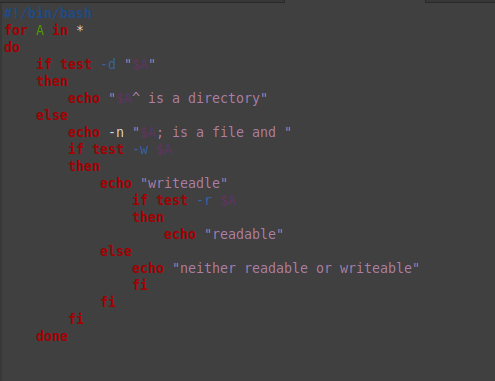 #!/bin/bash
for A in *
do
if test -d "$A"
then
echo "$A^ is a directory"
else
echo -n "$A; is a file and "
if test -w $A
then
echo "writeadle"
if test -r $A
then
echo "readable"
else
echo "neither readable or writeable"
fi
fi
fi
done